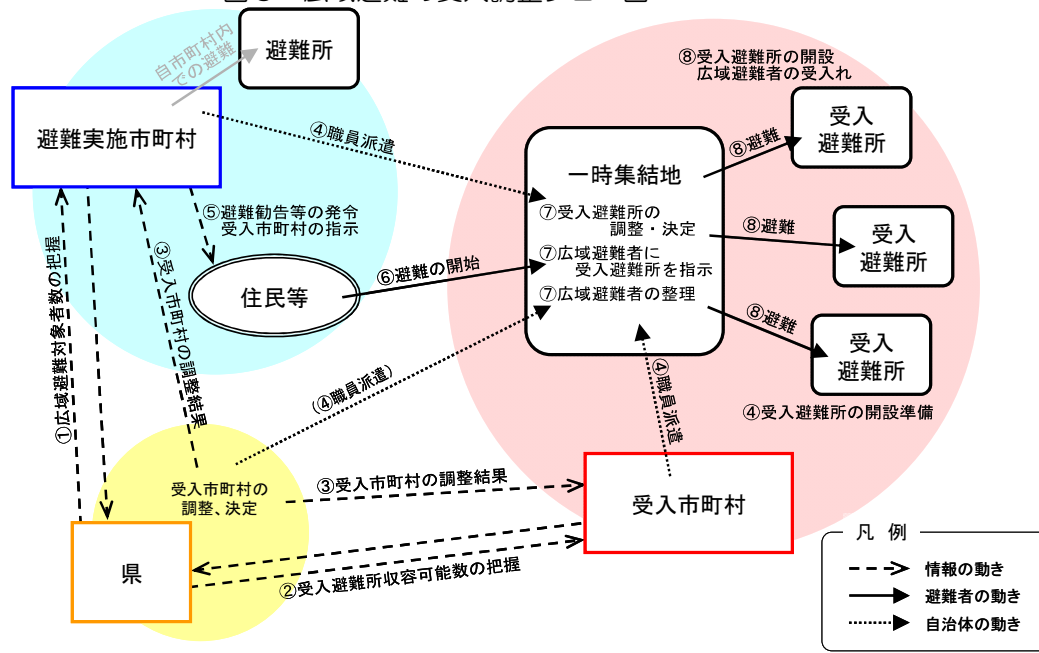 避難所
自市町村内
での避難
避難実施市町村
④職員派遣
⑤避難勧告等の発令
受入市町村の指示
住民等
⑥避難の開始
①広域避難対象者数の把握
③受入市町村の調整結果
(④職員派遣)
受入市町村の
調整、決定
県
③受入市町村の調整結果
②受入避難所収容可能数の把握
⑧受入避難所の開設
広域避難者の受入れ
一時集結地
⑦受入避難所の
調整・決定
⑦広域避難者に
受入避難所を指示
⑦広域避難者の整理
⑧避難
受入
避難所
⑧避難
受入
避難所
⑧避難
受入
避難所
④受入避難所の開設準備
④職員派遣
受入市町村
凡 例
情報の動き
避難者の動き
自治体の動き